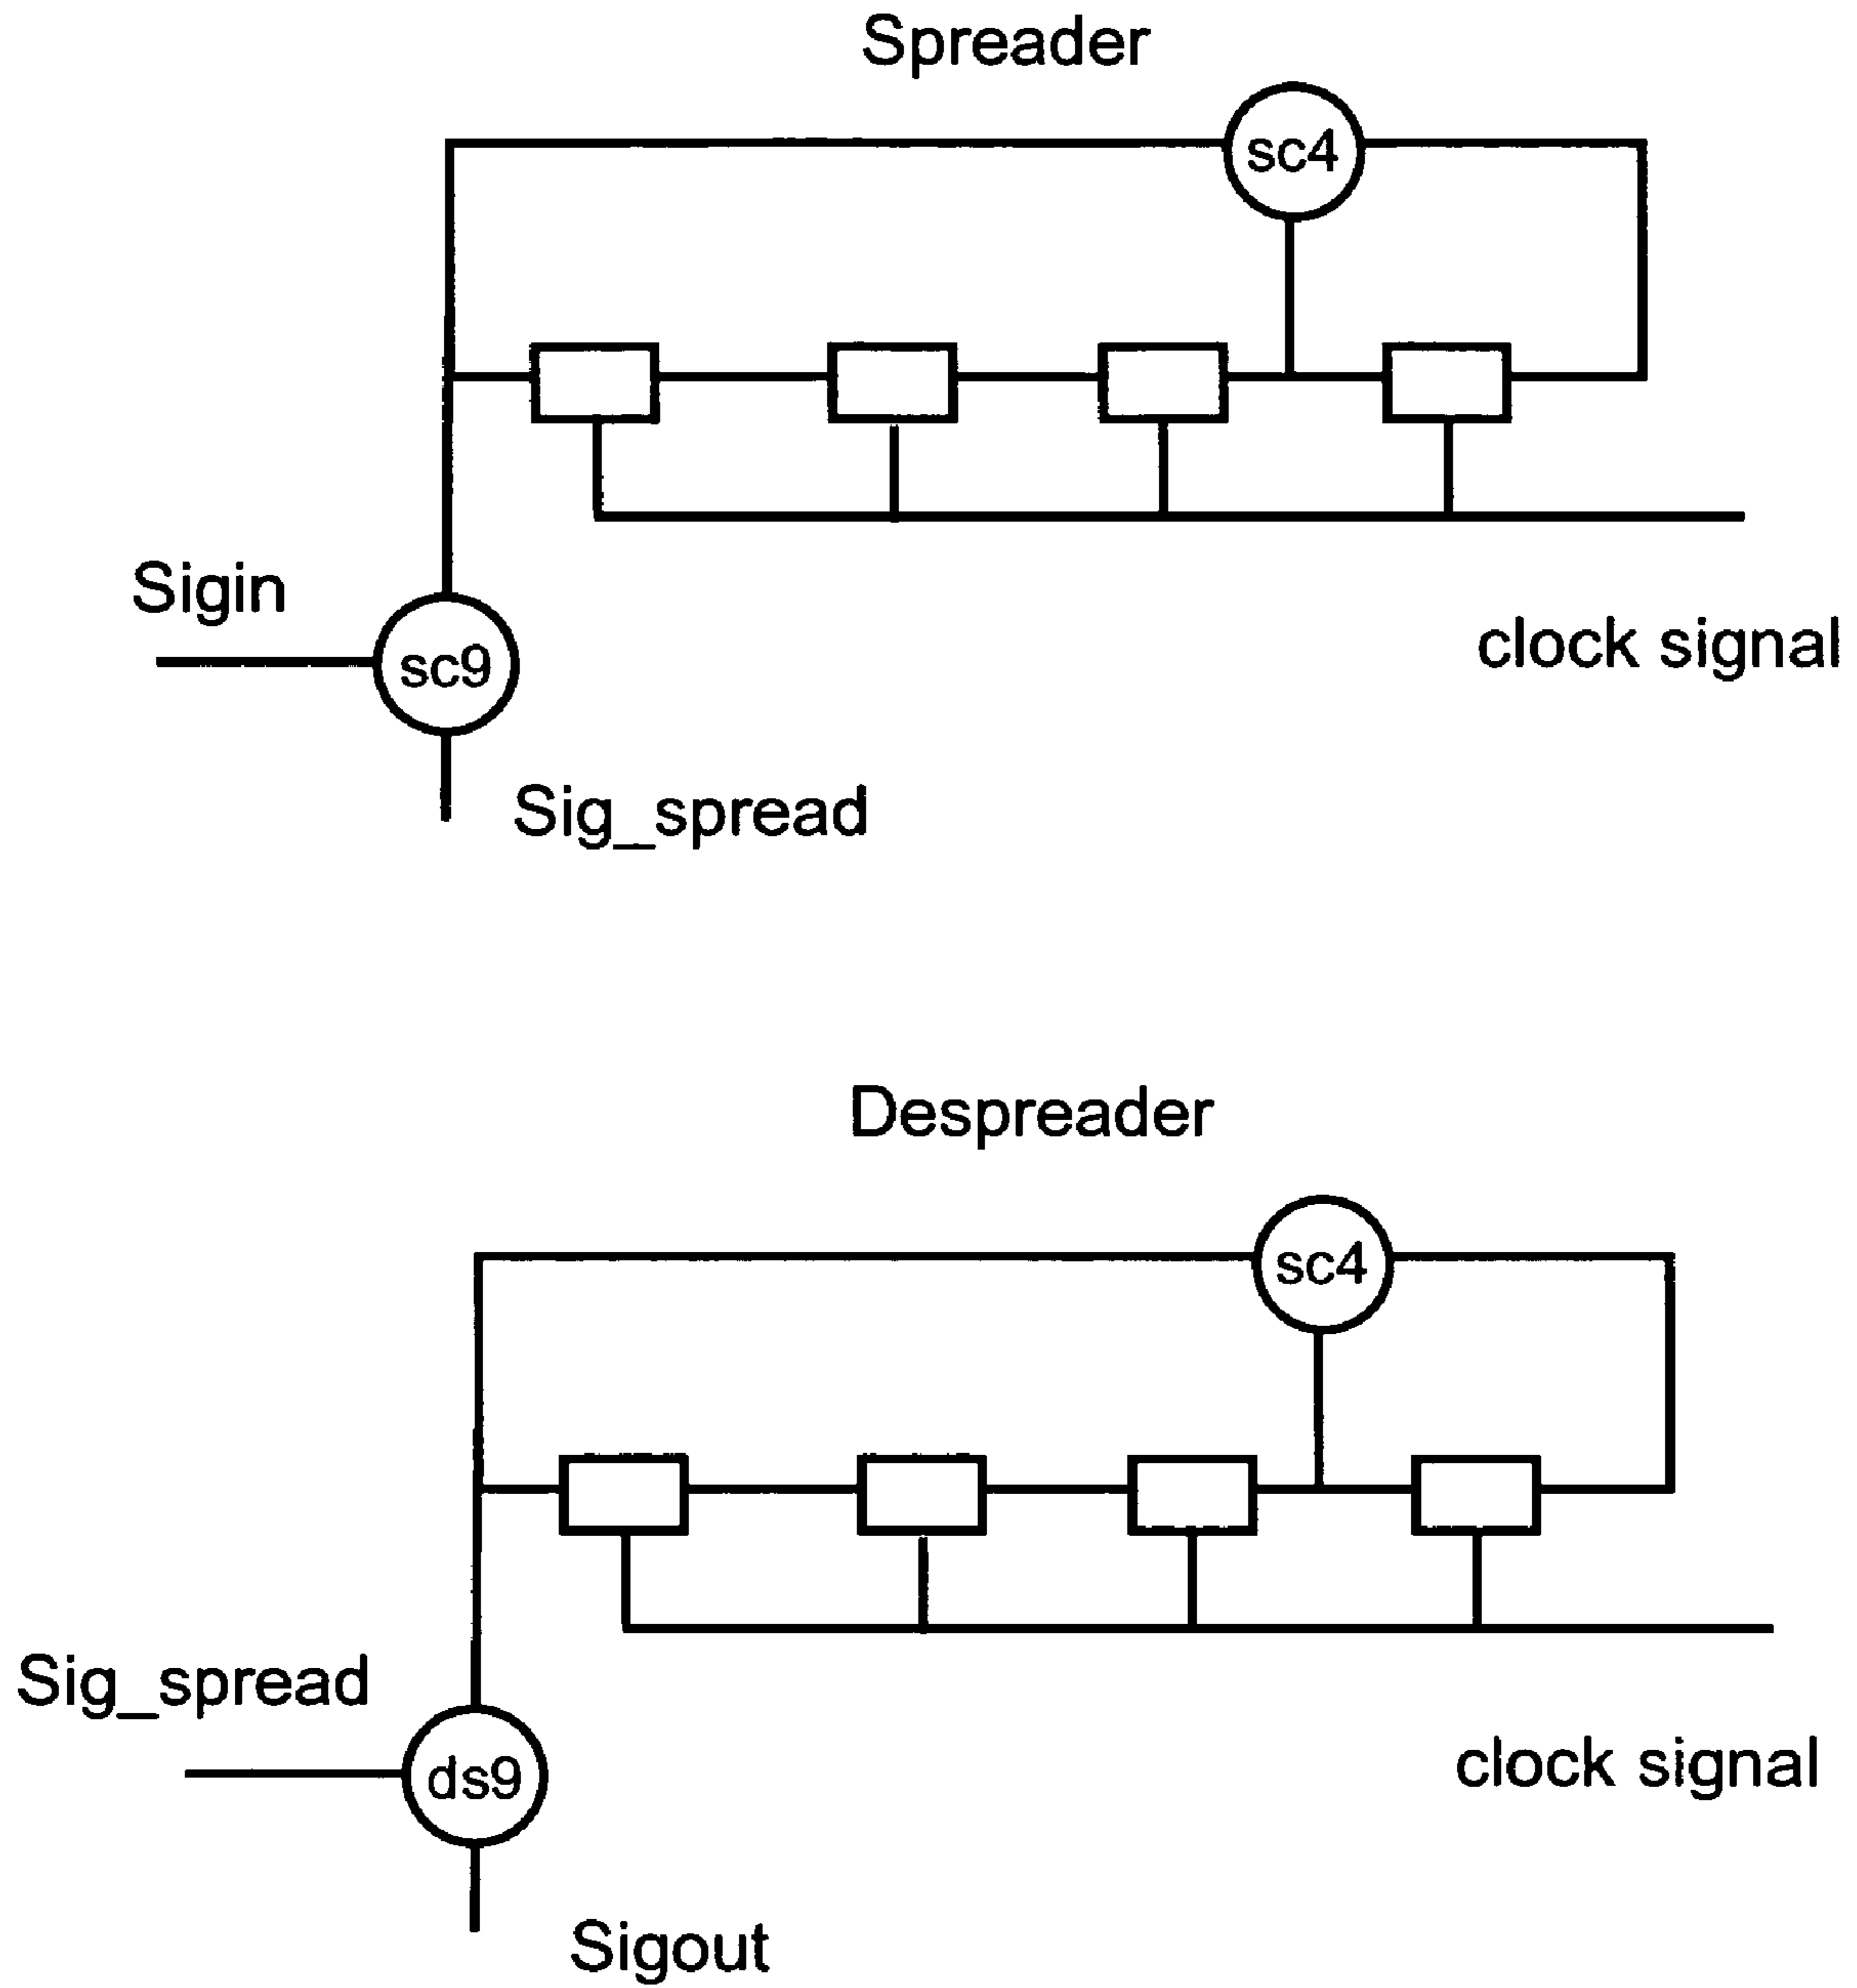 Spreader
sc4
Sigin
sc9
clock signal
Sig_spread
Despreader
sc4
Sig_spread
ds9
clock signal
Sigout